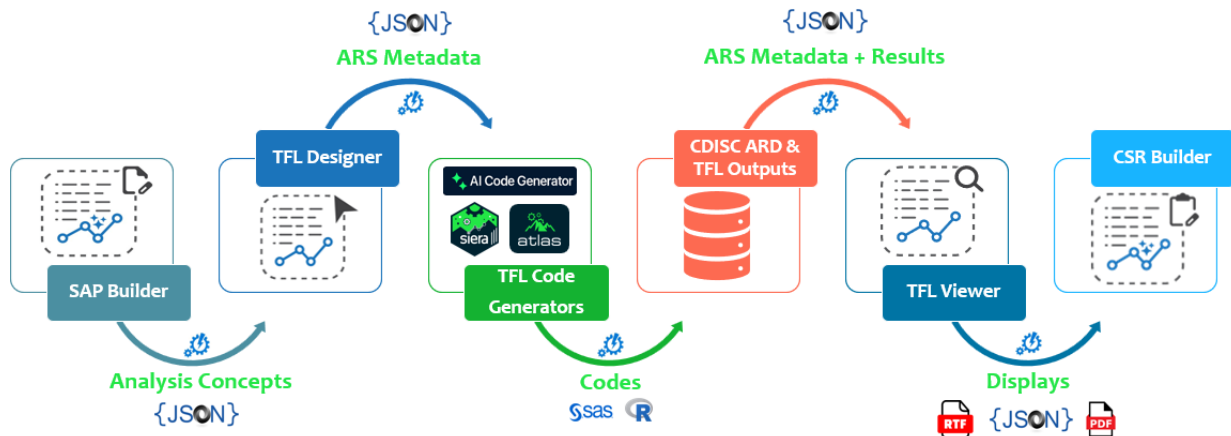 {JSON}
ARS Metadata
{JSON}
ARS Metadata + Results
TFL Designer
CDISC ARD &
TFL Outputs
CSR Builder
AI Code Generator
siera
atlas
SAP Builder
TFL Code
Generators
TFL Viewer
Analysis Concepts
{JSON}
Codes
sas R
Displays
RTF {JSON} PDF